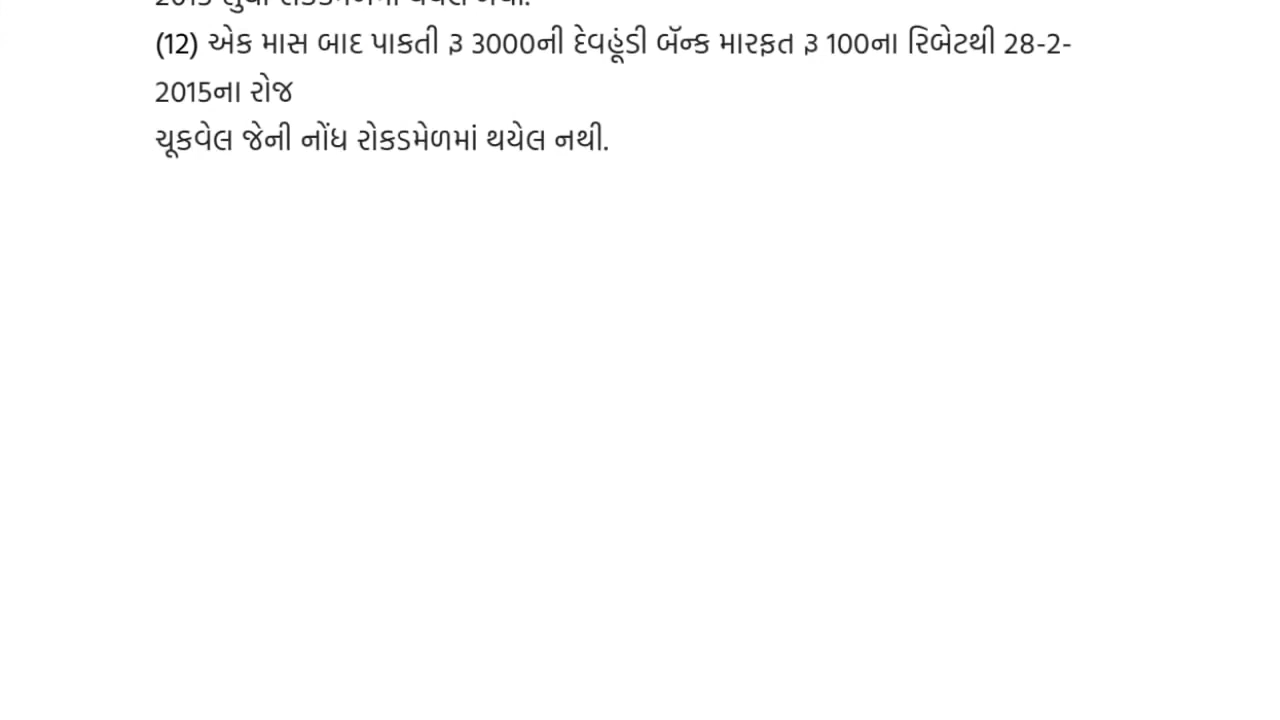 (12) એક માસ બાદ પાકતી રૂ 3000ની દેવહૂંડી બૅન્ક મારફત રૂ 100ના રિબેટથી 28-2-
2015ના રોજ
ચૂકવેલ જેની નોંધ રોકડમેળમાં થયેલ નથી.